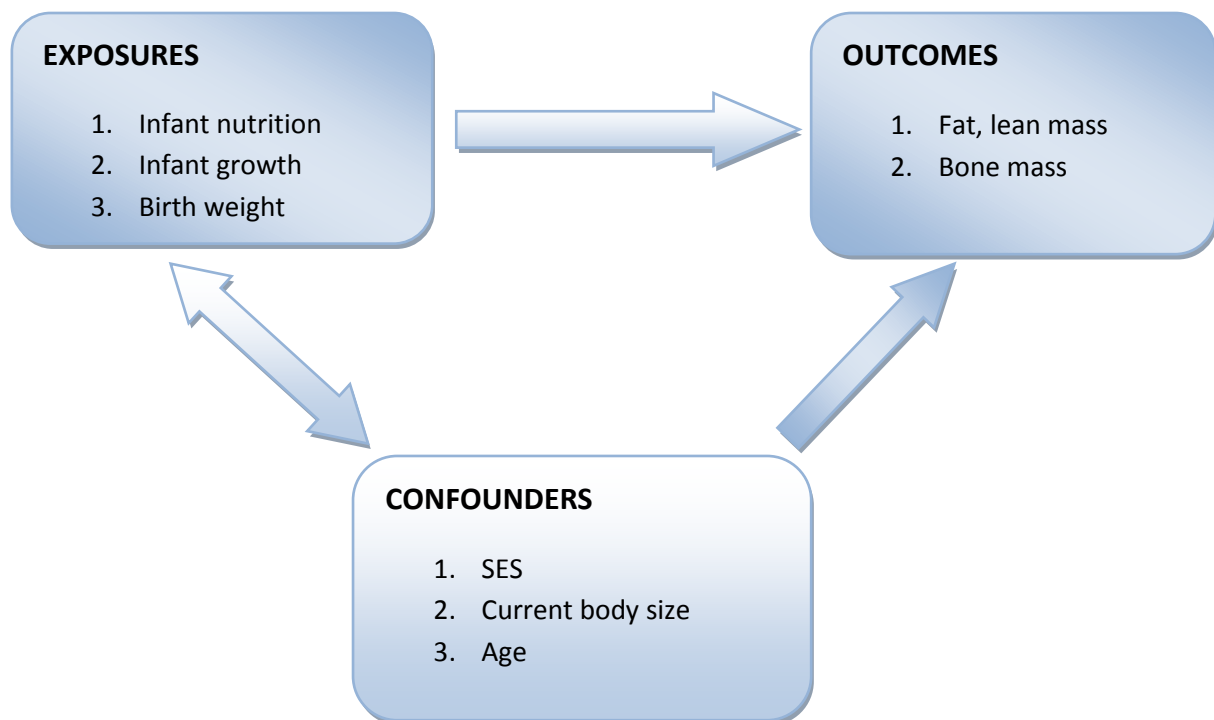 EXPOSURES
1. Infant nutrition
2. Infant growth
3. Birth weight
OUTCOMES
1. Fat, lean mass
2. Bone mass
CONFOUNDERS
1. SES
2. Current body size
3. Age